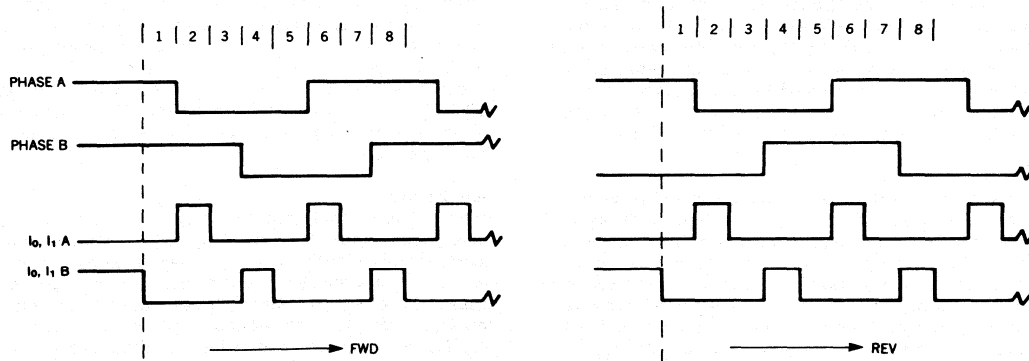 1 | 2 | 3 | 4 | 5 | 6 | 7 | 8 |
1 | 2 | 3 | 4 | 5 | 6 | 7 | 8 |
PHASE A
PHASE B
I₀, I₁ A
I₀, I₁ B
FWD
REV